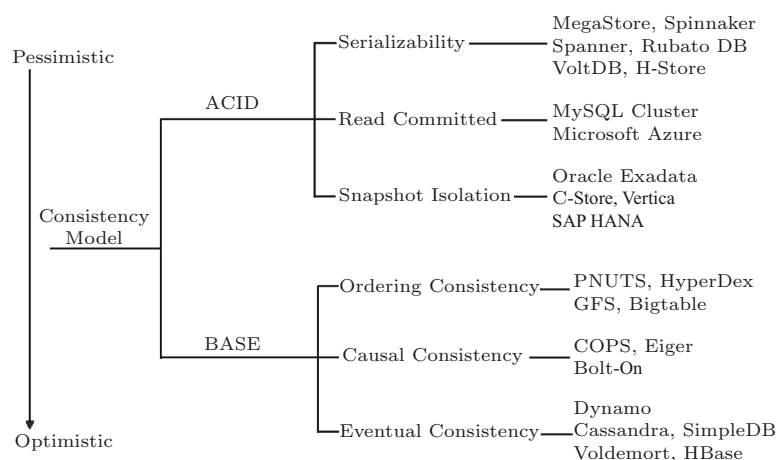 Pessimistic
Optimistic
Consistency
Model
ACID
Serializability
MegaStore, Spinnaker
Spanner, Rubato DB
VoltDB, H-Store
Read Committed
MySQL Cluster
Microsoft Azure
Snapshot Isolation
Oracle Exadata
C-Store, Vertica
SAP HANA
BASE
Ordering Consistency
PNUTS, HyperDex
GFS, Bigtable
Causal Consistency
COPS, Eiger
Bolt-On
Eventual Consistency
Dynamo
Cassandra, SimpleDB
Voldemort, HBase